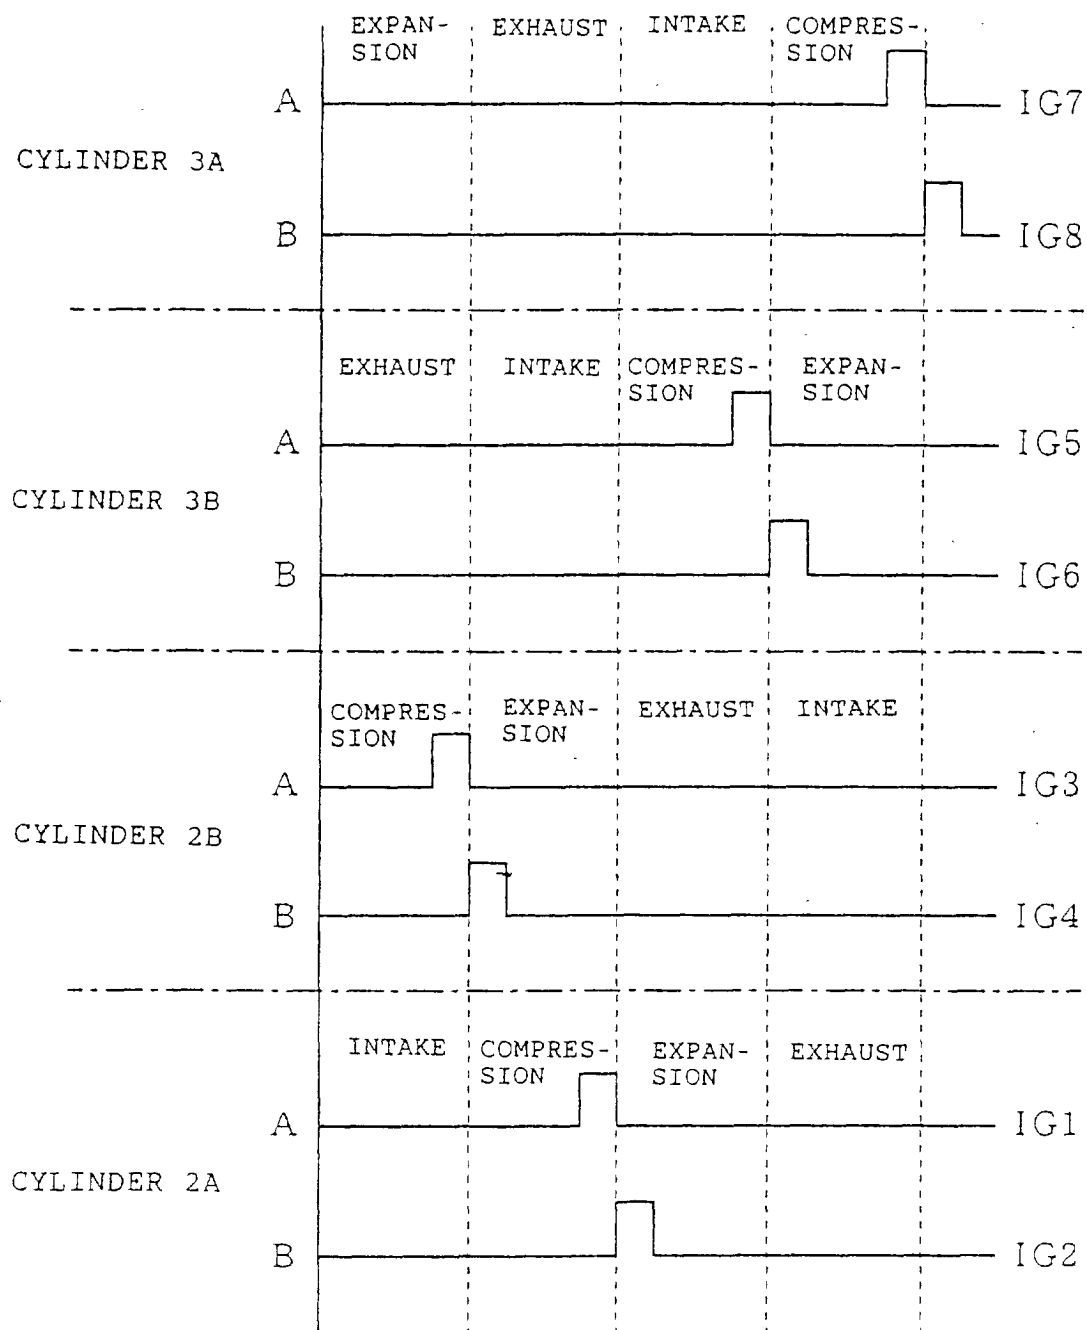 EXPAN-
SION
EXHAUST
INTAKE
COMPRES-
SION
A
IG7
CYLINDER 3A
B
IG8
EXHAUST
INTAKE
COMPRES-
SION
EXPAN-
SION
A
IG5
CYLINDER 3B
B
IG6
COMPRES-
SION
EXPAN-
SION
EXHAUST
INTAKE
A
IG3
CYLINDER 2B
B
IG4
INTAKE
COMPRES-
SION
EXPAN-
SION
EXHAUST
A
IG1
CYLINDER 2A
B
IG2